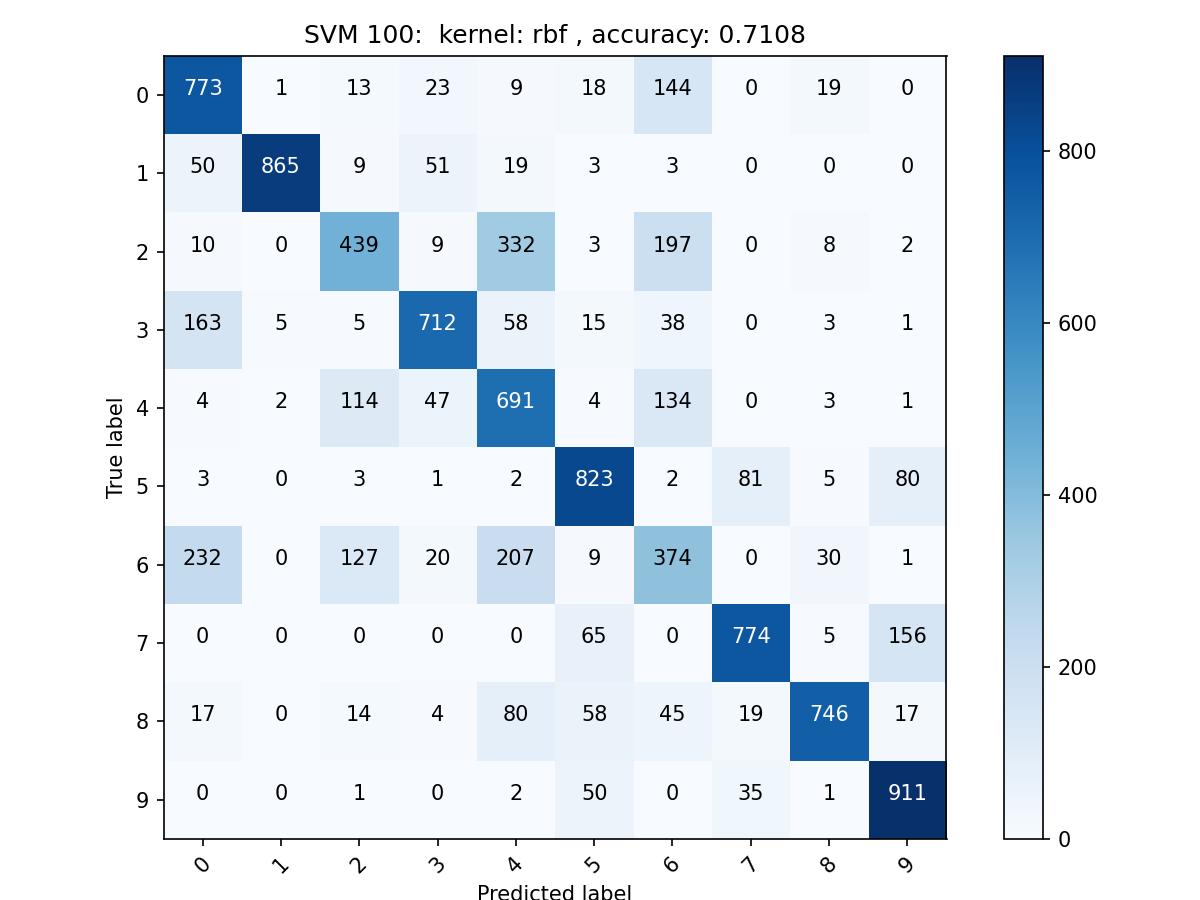 SVM 100:  kernel: rbf , accuracy: 0.7108
0 773 1 13 23 9 18 144 0 19 0
1 50 865 9 51 19 3 3 0 0 0
2 10 0 439 9 332 3 197 0 8 2
3 163 5 5 712 58 15 38 0 3 1
4 4 2 114 47 691 4 134 0 3 1
5 3 0 3 1 2 823 2 81 5 80
6 232 0 127 20 207 9 374 0 30 1
7 0 0 0 0 0 65 0 774 5 156
8 17 0 14 4 80 58 45 19 746 17
9 0 0 1 0 2 50 0 35 1 911
0 1 2 3 4 5 6 7 8 9
True label
Predicted label
800
600
400
200
0